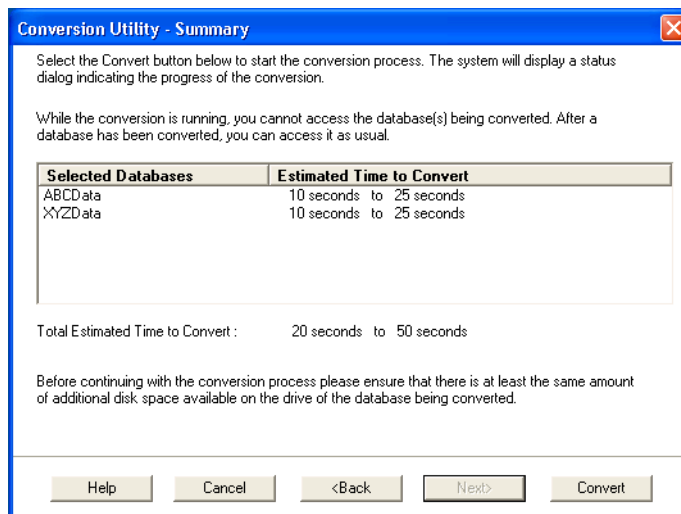 Conversion Utility - Summary
Select the Convert button below to start the conversion process. The system will display a status
dialog indicating the progress of the conversion.
While the conversion is running, you cannot access the database(s) being converted. After a
database has been converted, you can access it as usual.
Selected Databases Estimated Time to Convert
ABCData 10 seconds to 25 seconds
XYZData 10 seconds to 25 seconds
Total Estimated Time to Convert : 20 seconds to 50 seconds
Before continuing with the conversion process please ensure that there is at least the same amount
of additional disk space available on the drive of the database being converted.
Help Cancel <Back Next> Convert